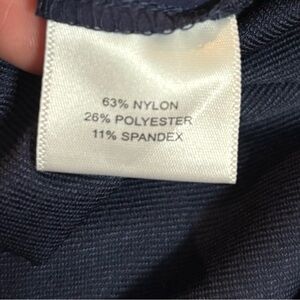 63% NYLON
26% POLYESTER
11% SPANDEX